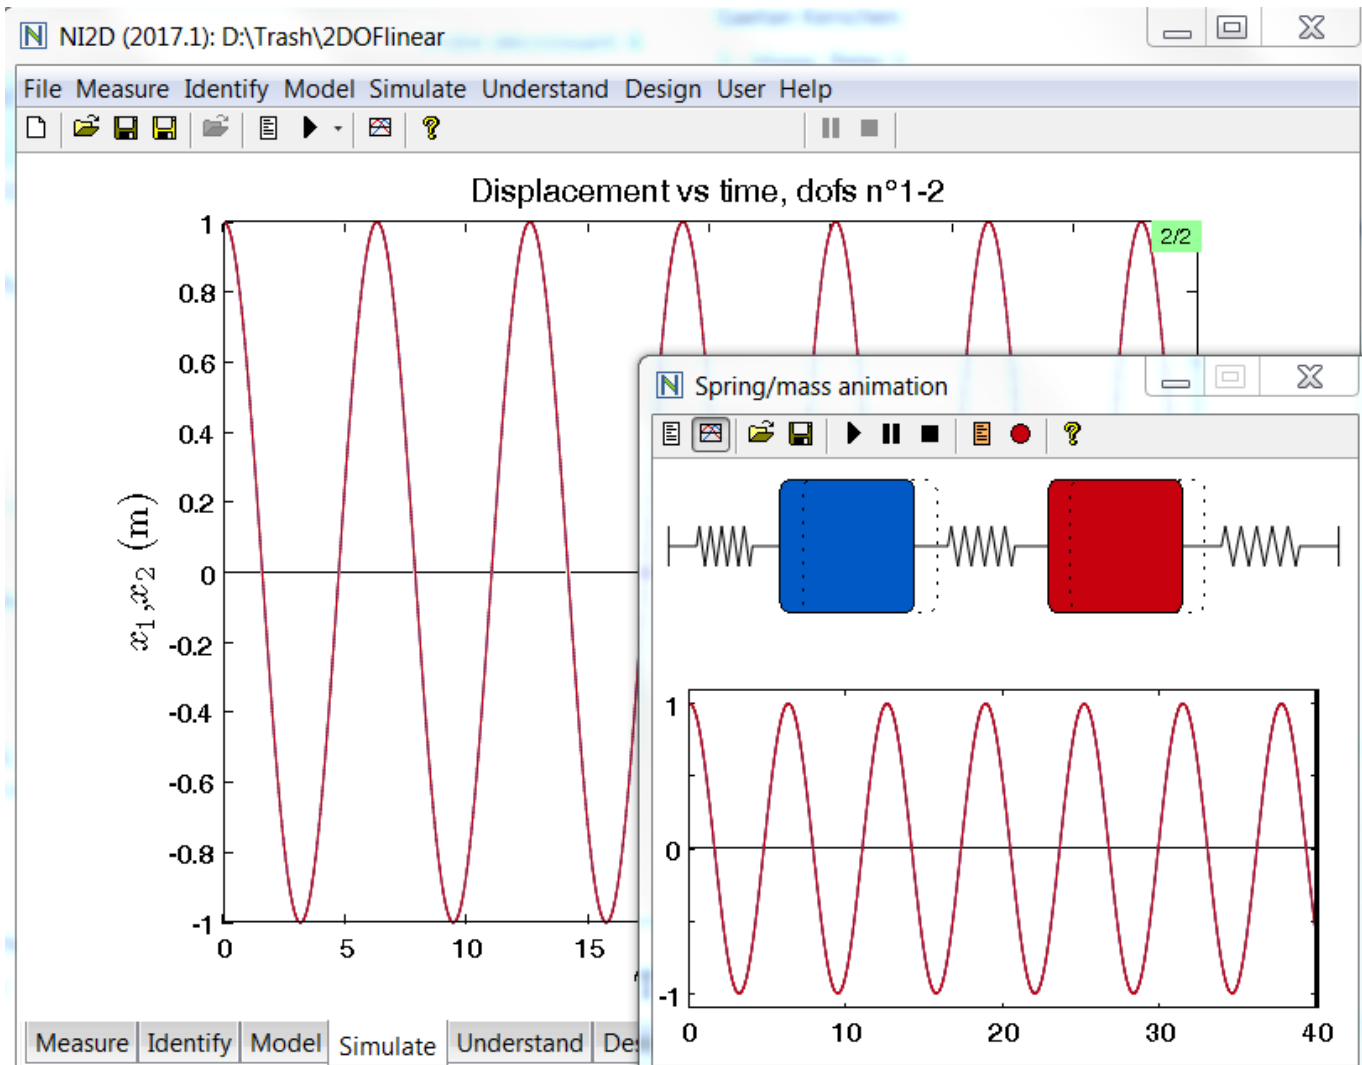 Gaetan Kerschen
NI2D (2017.1): D:\Trash\2DOFlinear
File Measure Identify Model Simulate Understand Design User Help
Displacement vs time, dofs n°1-2
2/2
1
0.8
0.6
0.4
0.2
0
-0.2
-0.4
-0.6
-0.8
-1
x1,x2 (m)
0 5 10 15
Spring/mass animation
1
0
-1
0 10 20 30 40
Measure Identify Model Simulate Understand De